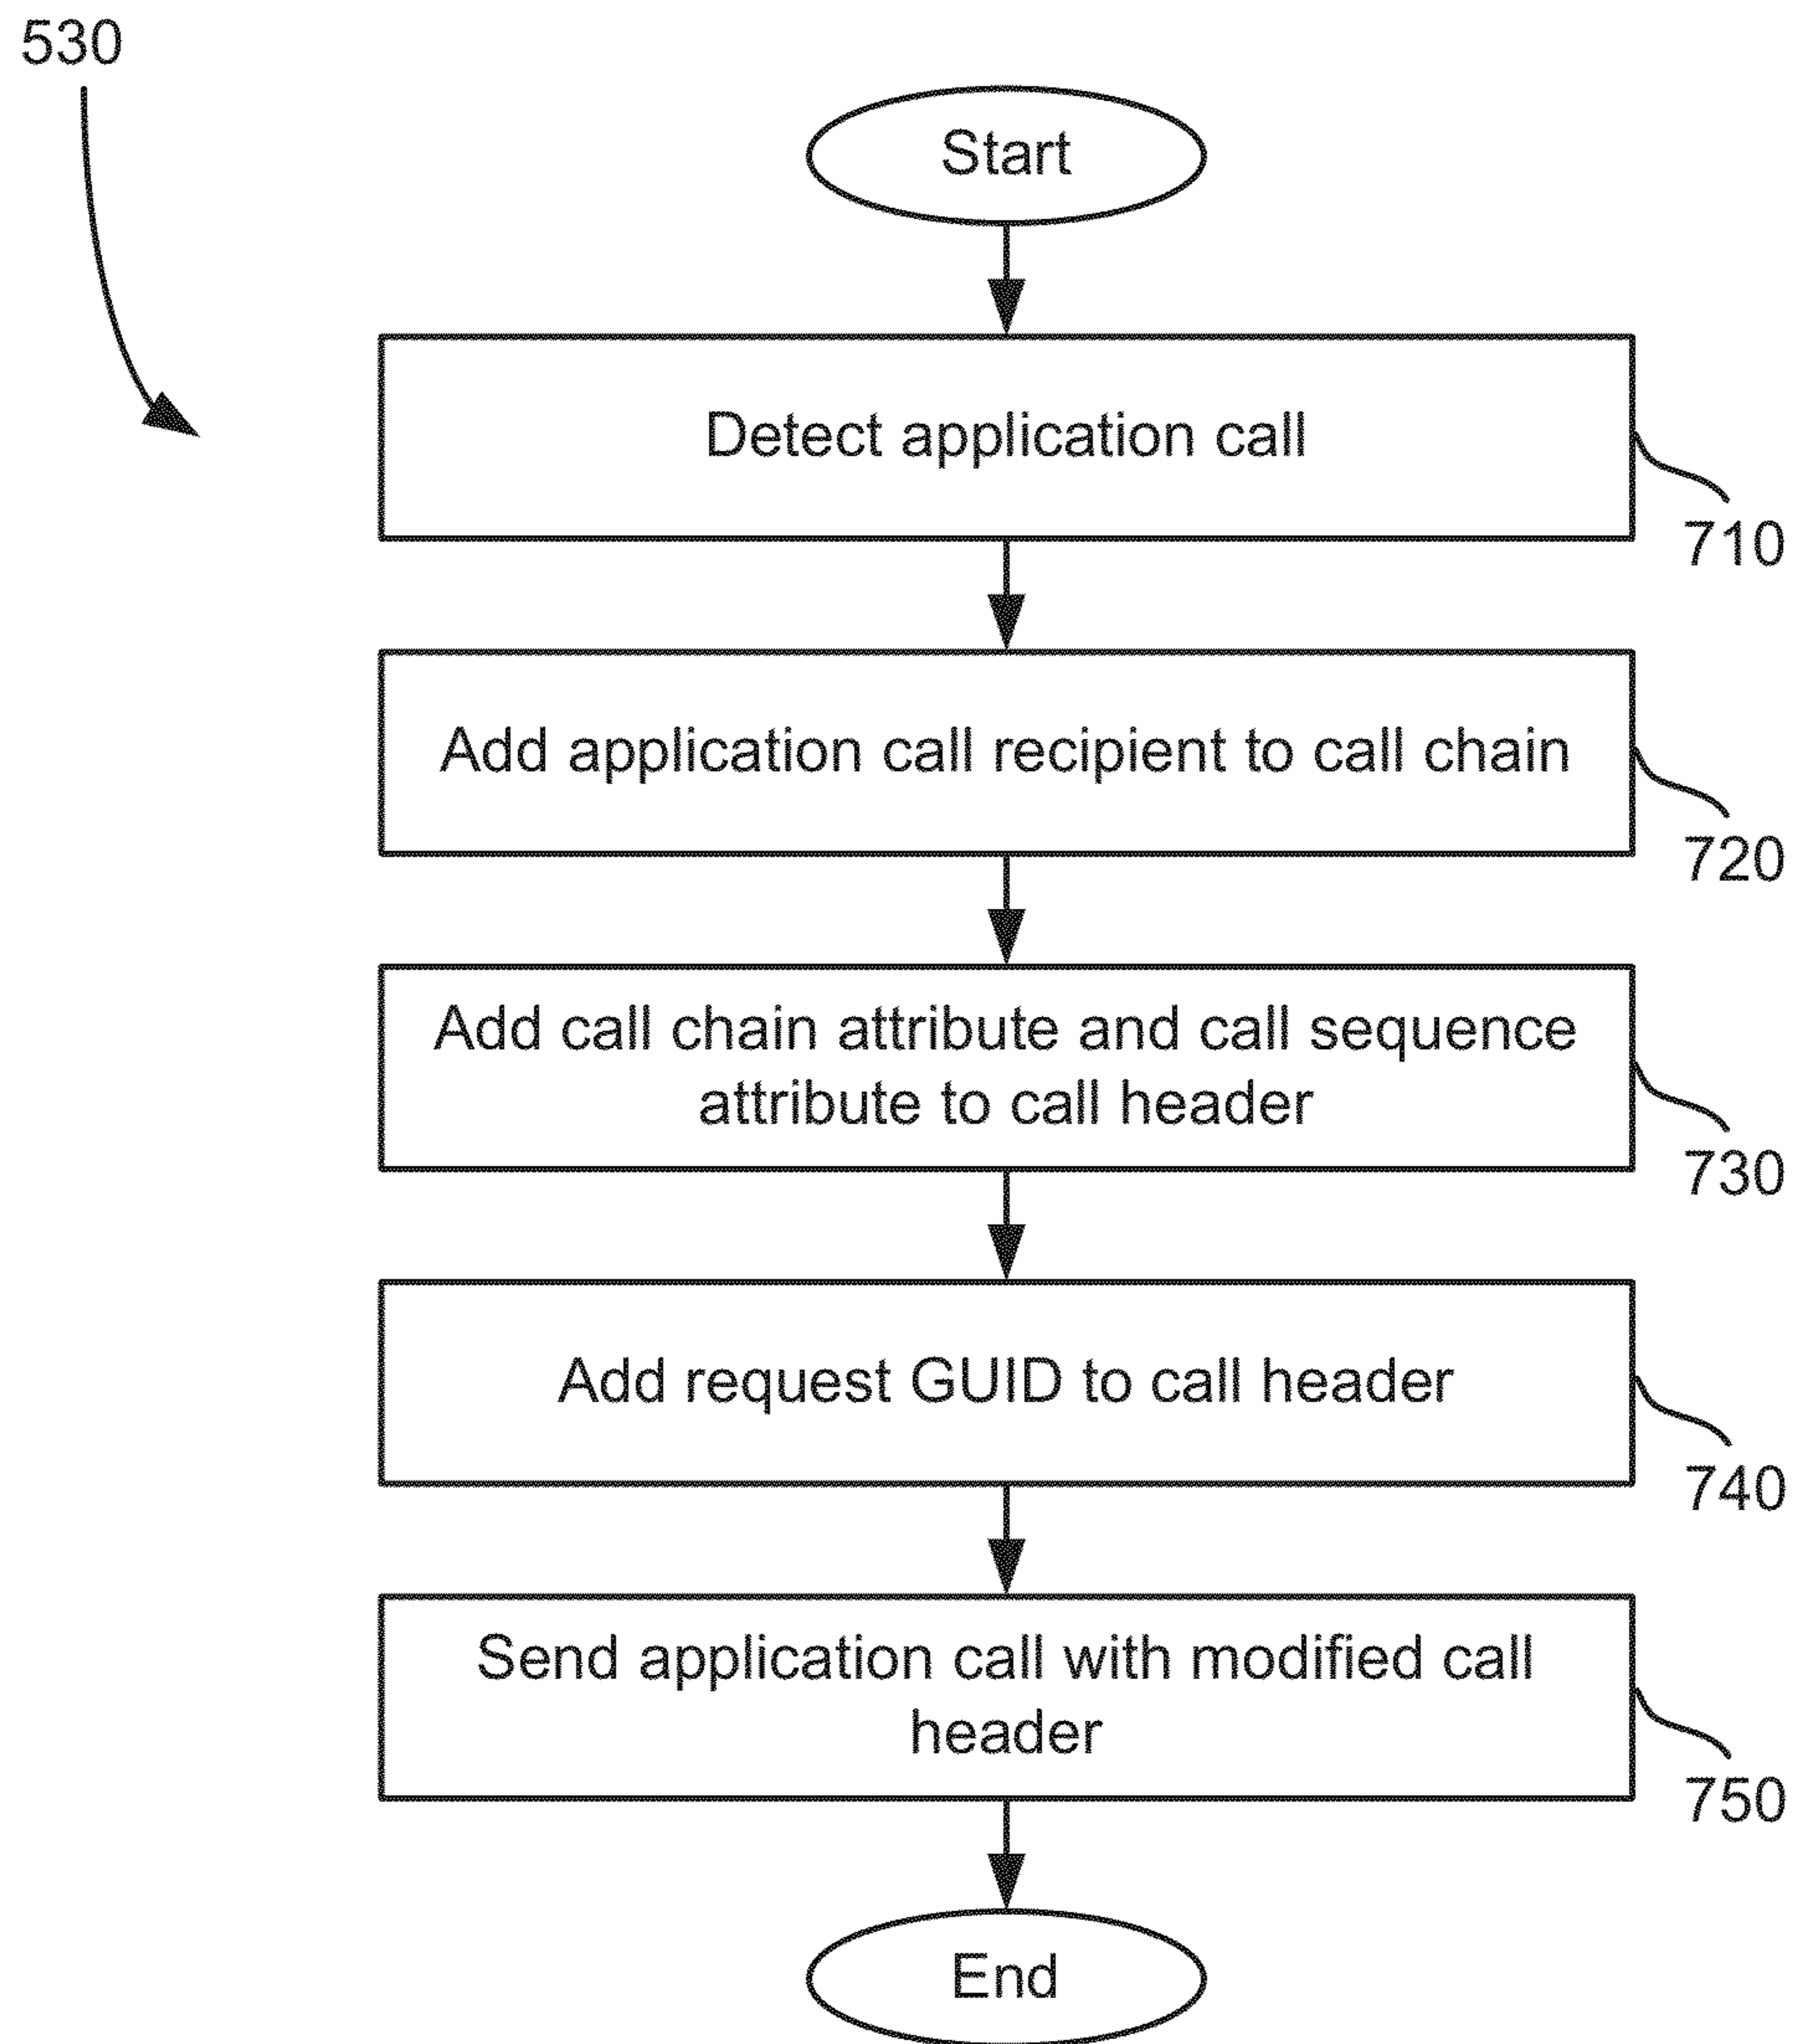 530
Start
Detect application call
710
Add application call recipient to call chain
720
Add call chain attribute and call sequence
attribute to call header
730
Add request GUID to call header
740
Send application call with modified call
header
750
End